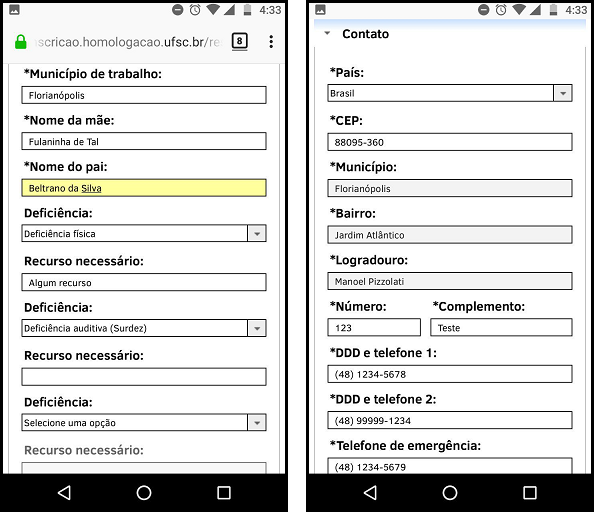 4:33
scricao.homologacao.ufsc.br/re
8
*Município de trabalho:
Florianópolis
*Nome da mãe:
Fulaninha de Tal
*Nome do pai:
Beltrano da Silva
Deficiência:
Deficiência física
Recurso necessário:
Algum recurso
Deficiência:
Deficiência auditiva (Surdez)
Recurso necessário:
Deficiência:
Selecione uma opção
Recurso necessário:
4:33
Contato
*País:
Brasil
*CEP:
88095-360
*Município:
Florianópolis
*Bairro:
Jardim Atlântico
*Logradouro:
Manoel Pizzolati
*Número: *Complemento:
123 Teste
*DDD e telefone 1:
(48) 1234-5678
*DDD e telefone 2:
(48) 99999-1234
*Telefone de emergência:
(48) 1234-5679